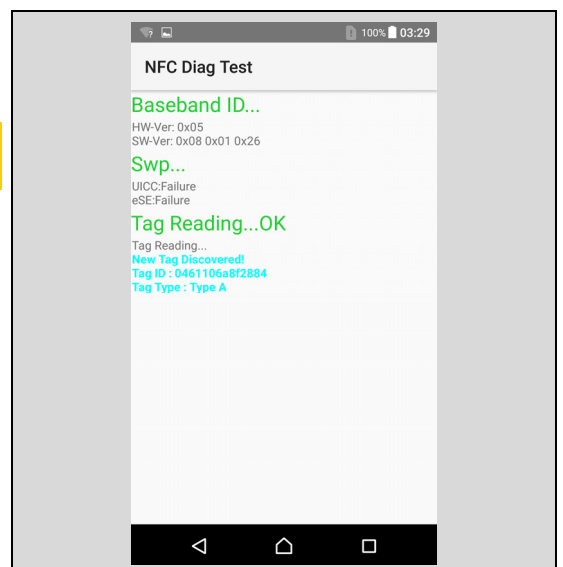 100% 03:29
NFC Diag Test
Baseband ID...
HW-Ver: 0x05
SW-Ver: 0x08 0x01 0x26
Swp...
UICC:Failure
eSE:Failure
Tag Reading...OK
Tag Reading...
New Tag Discovered!
Tag ID : 0461106a8f2884
Tag Type : Type A